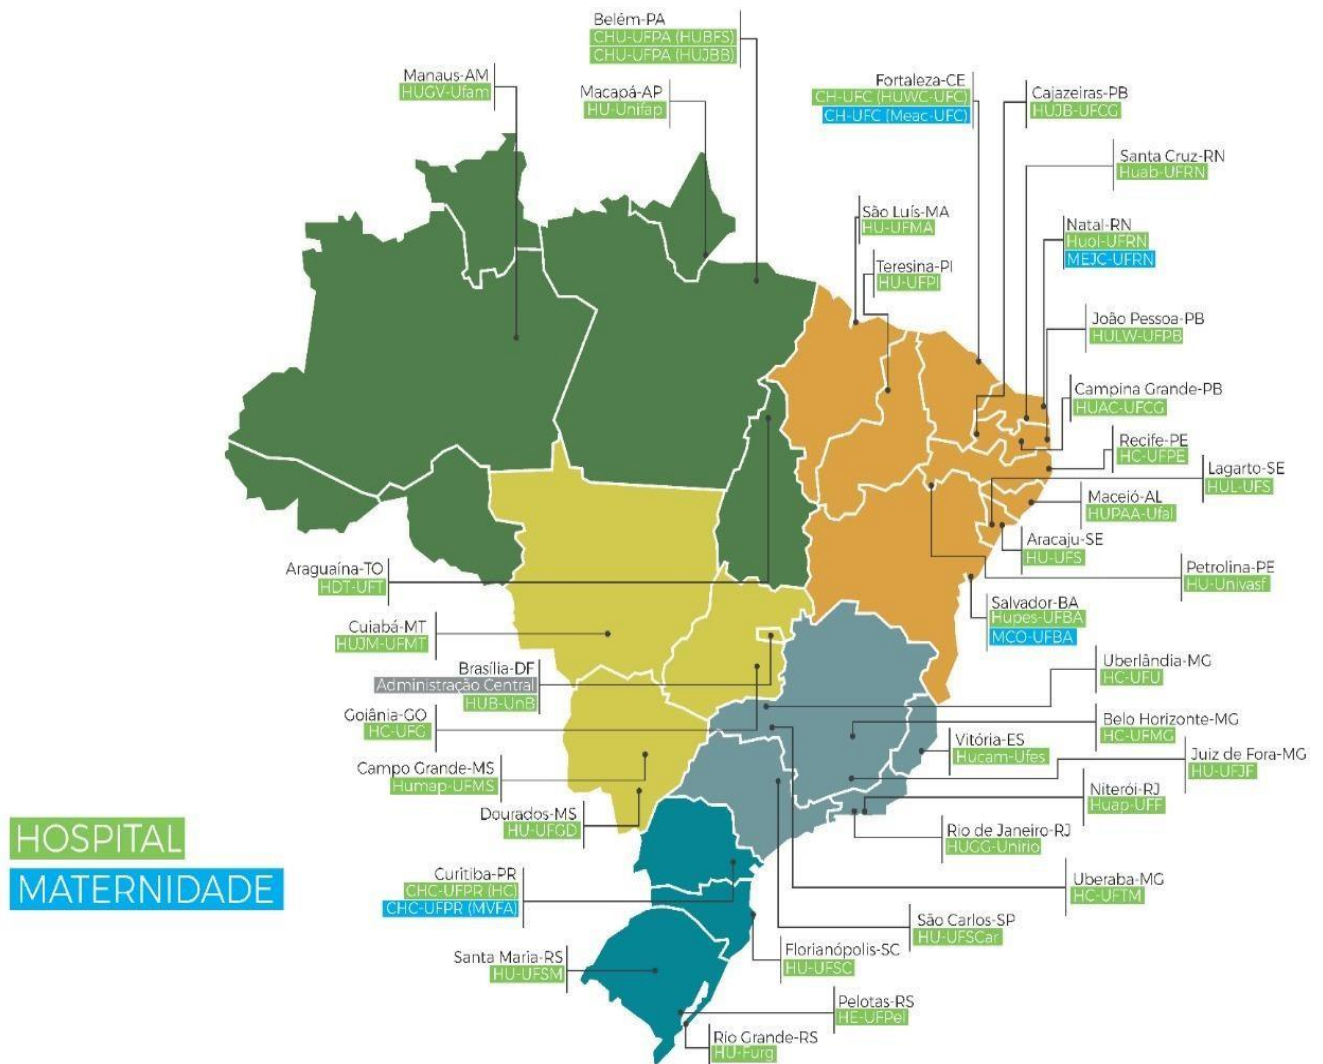 Belém-PA
CHU-UFPA (HUBFS)
CHU-UFPA (HUJBB)
Manaus-AM
HUGV-Ufam
Macapá-AP
HU-Unifap
Fortaleza-CE
CH-UFC (HUWC-UFC)
CH-UFC (Meac-UFC)
Cajazeiras-PB
HUJB-UFCG
Santa Cruz-RN
Huab-UFRN
São Luís-MA
HU-UFMA
Natal-RN
Huol-UFRN
MEJC-UFRN
Teresina-PI
HU-UFPI
João Pessoa-PB
HULW-UFPB
Campina Grande-PB
HUAC-UFCG
Recife-PE
HC-UFPE
Lagarto-SE
HUL-UFS
Maceió-AL
HUPAA-Ufal
Aracaju-SE
HU-UFS
Petrolina-PE
HU-Univasf
Araguaína-TO
HDT-UFT
Salvador-BA
Hupes-UFBA
MCO-UFBA
Cuiabá-MT
HUJM-UFMT
Brasília-DF
Administração Central
HUB-UnB
Uberlândia-MG
HC-UFU
Goiânia-GO
HC-UFG
Belo Horizonte-MG
HC-UFMG
Vitória-ES
Hucam-Ufes
Juiz de Fora-MG
HU-UFJF
Campo Grande-MS
Humap-UFMS
Niterói-RJ
Huap-UFF
Dourados-MS
HU-UFGD
Rio de Janeiro-RJ
HUGG-Unirio
HOSPITAL
MATERNIDADE
Curitiba-PR
CHC-UFPR (HC)
CHC-UFPR (MVFA)
Uberaba-MG
HC-UFTM
São Carlos-SP
HU-UFSCar
Florianópolis-SC
HU-UFSC
Santa Maria-RS
HU-UFSM
Pelotas-RS
HE-UFPel
Rio Grande-RS
HU-Furg